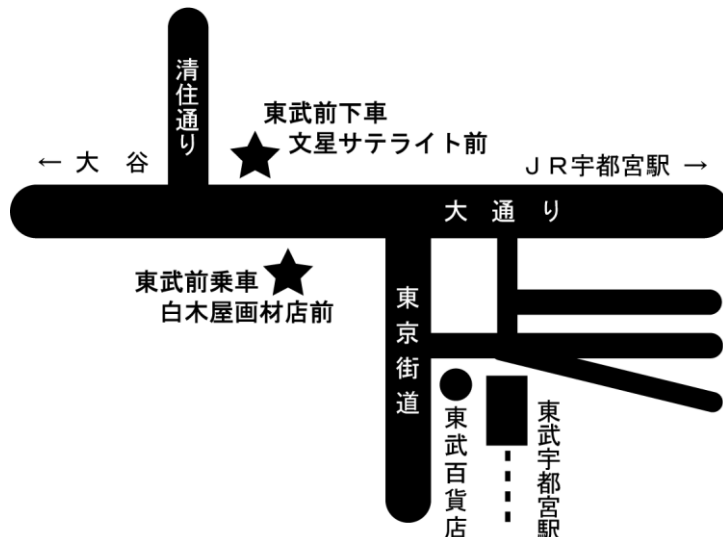 清住通り
東武前下車
文星サテライト前
← 大 谷
JR宇都宮駅 →
大 通 り
東武前乗車
白木屋画材店前
東京街道
東武百貨店
東武宇都宮駅